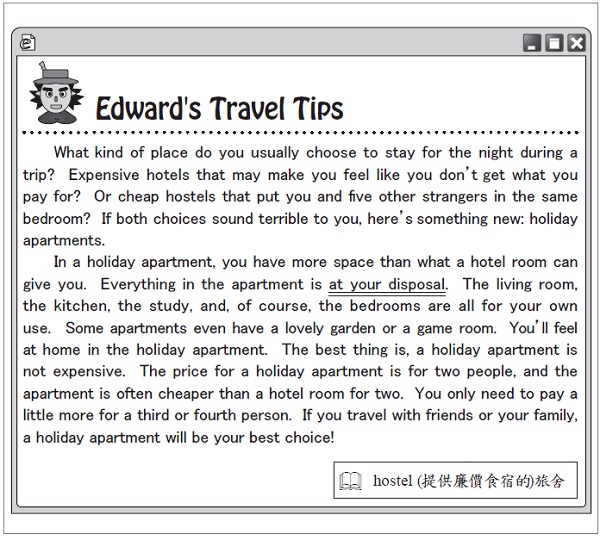 Edward's Travel Tips
What kind of place do you usually choose to stay for the night during a
trip? Expensive hotels that may make you feel like you don't get what you
pay for? Or cheap hostels that put you and five other strangers in the same
bedroom? If both choices sound terrible to you, here's something new: holiday
apartments.
In a holiday apartment, you have more space than what a hotel room can
give you. Everything in the apartment is at your disposal. The living room,
the kitchen, the study, and, of course, the bedrooms are all for your own
use. Some apartments even have a lovely garden or a game room. You'll feel
at home in the holiday apartment. The best thing is, a holiday apartment is
not expensive. The price for a holiday apartment is for two people, and the
apartment is often cheaper than a hotel room for two. You only need to pay a
little more for a third or fourth person. If you travel with friends or your family,
a holiday apartment will be your best choice!
hostel (提供廉價食宿的)旅舍